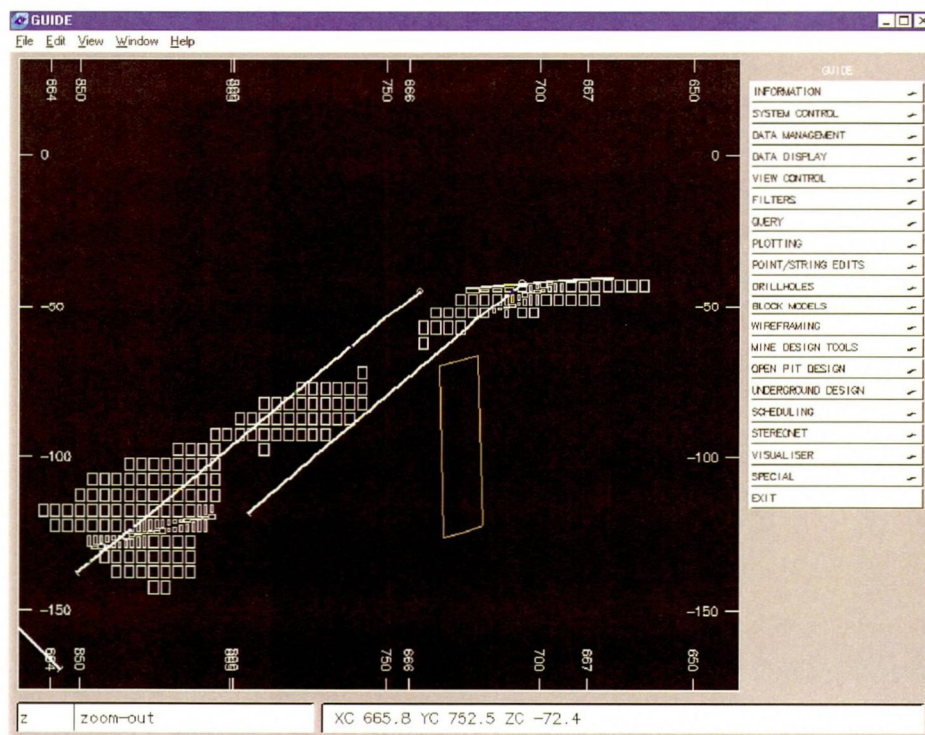 GUIDE
File Edit View Window Help
664 850 750 666 700 667 650
0 0
-50 -50
-100 -100
-150 -150
850 750 666 700 667 650
GUIDE
INFORMATION
SYSTEM CONTROL
DATA MANAGEMENT
DATA DISPLAY
VIEW CONTROL
FILTERS
QUERY
PLOTTING
POINT/STRING EDITS
DRILLHOLES
BLOCK MODELS
WIREFRAMING
MINE DESIGN TOOLS
OPEN PIT DESIGN
UNDERGROUND DESIGN
SCHEDULING
STEREONET
VISUALISER
SPECIAL
EXIT
z zoom-out XC 665.8 YC 752.5 ZC -72.4